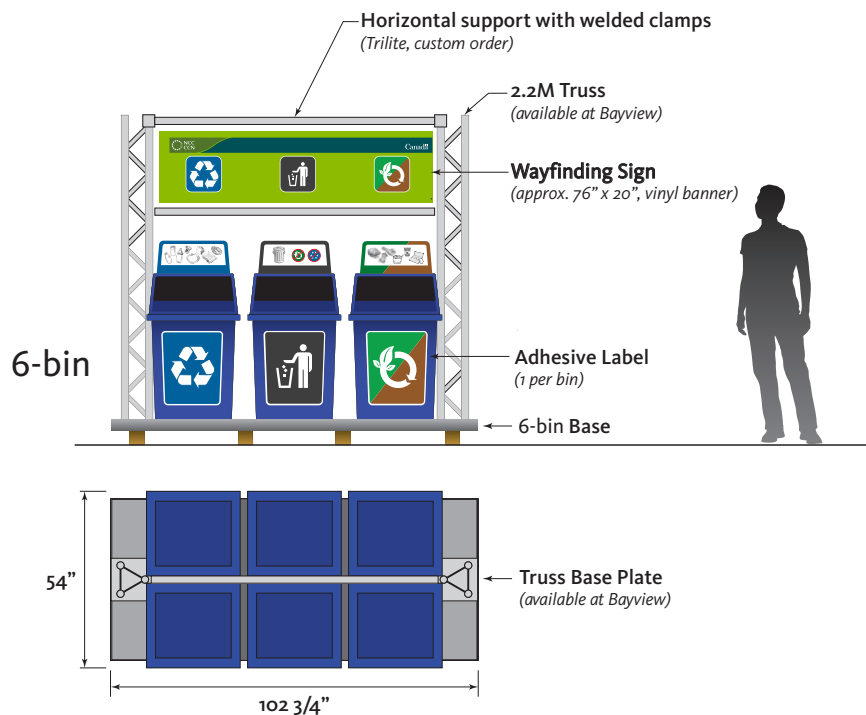 Horizontal support with welded clamps
(Trilite, custom order)
2.2M Truss
(available at Bayview)
NCC
CCN
Canada
Wayfinding Sign
(approx. 76” x 20”, vinyl banner)
6-bin
Adhesive Label
(1 per bin)
6-bin Base
54”
Truss Base Plate
(available at Bayview)
102 3/4”